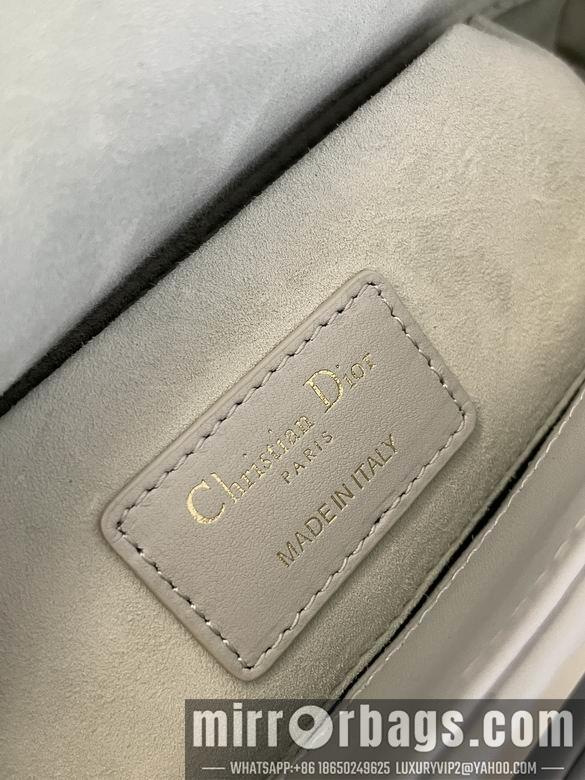 Christian Dior
PARIS
MADE IN ITALY
mirrorbags.com
WHATSAPP:+86 18650249625 LUXURYVIP2@YAHOO.COM